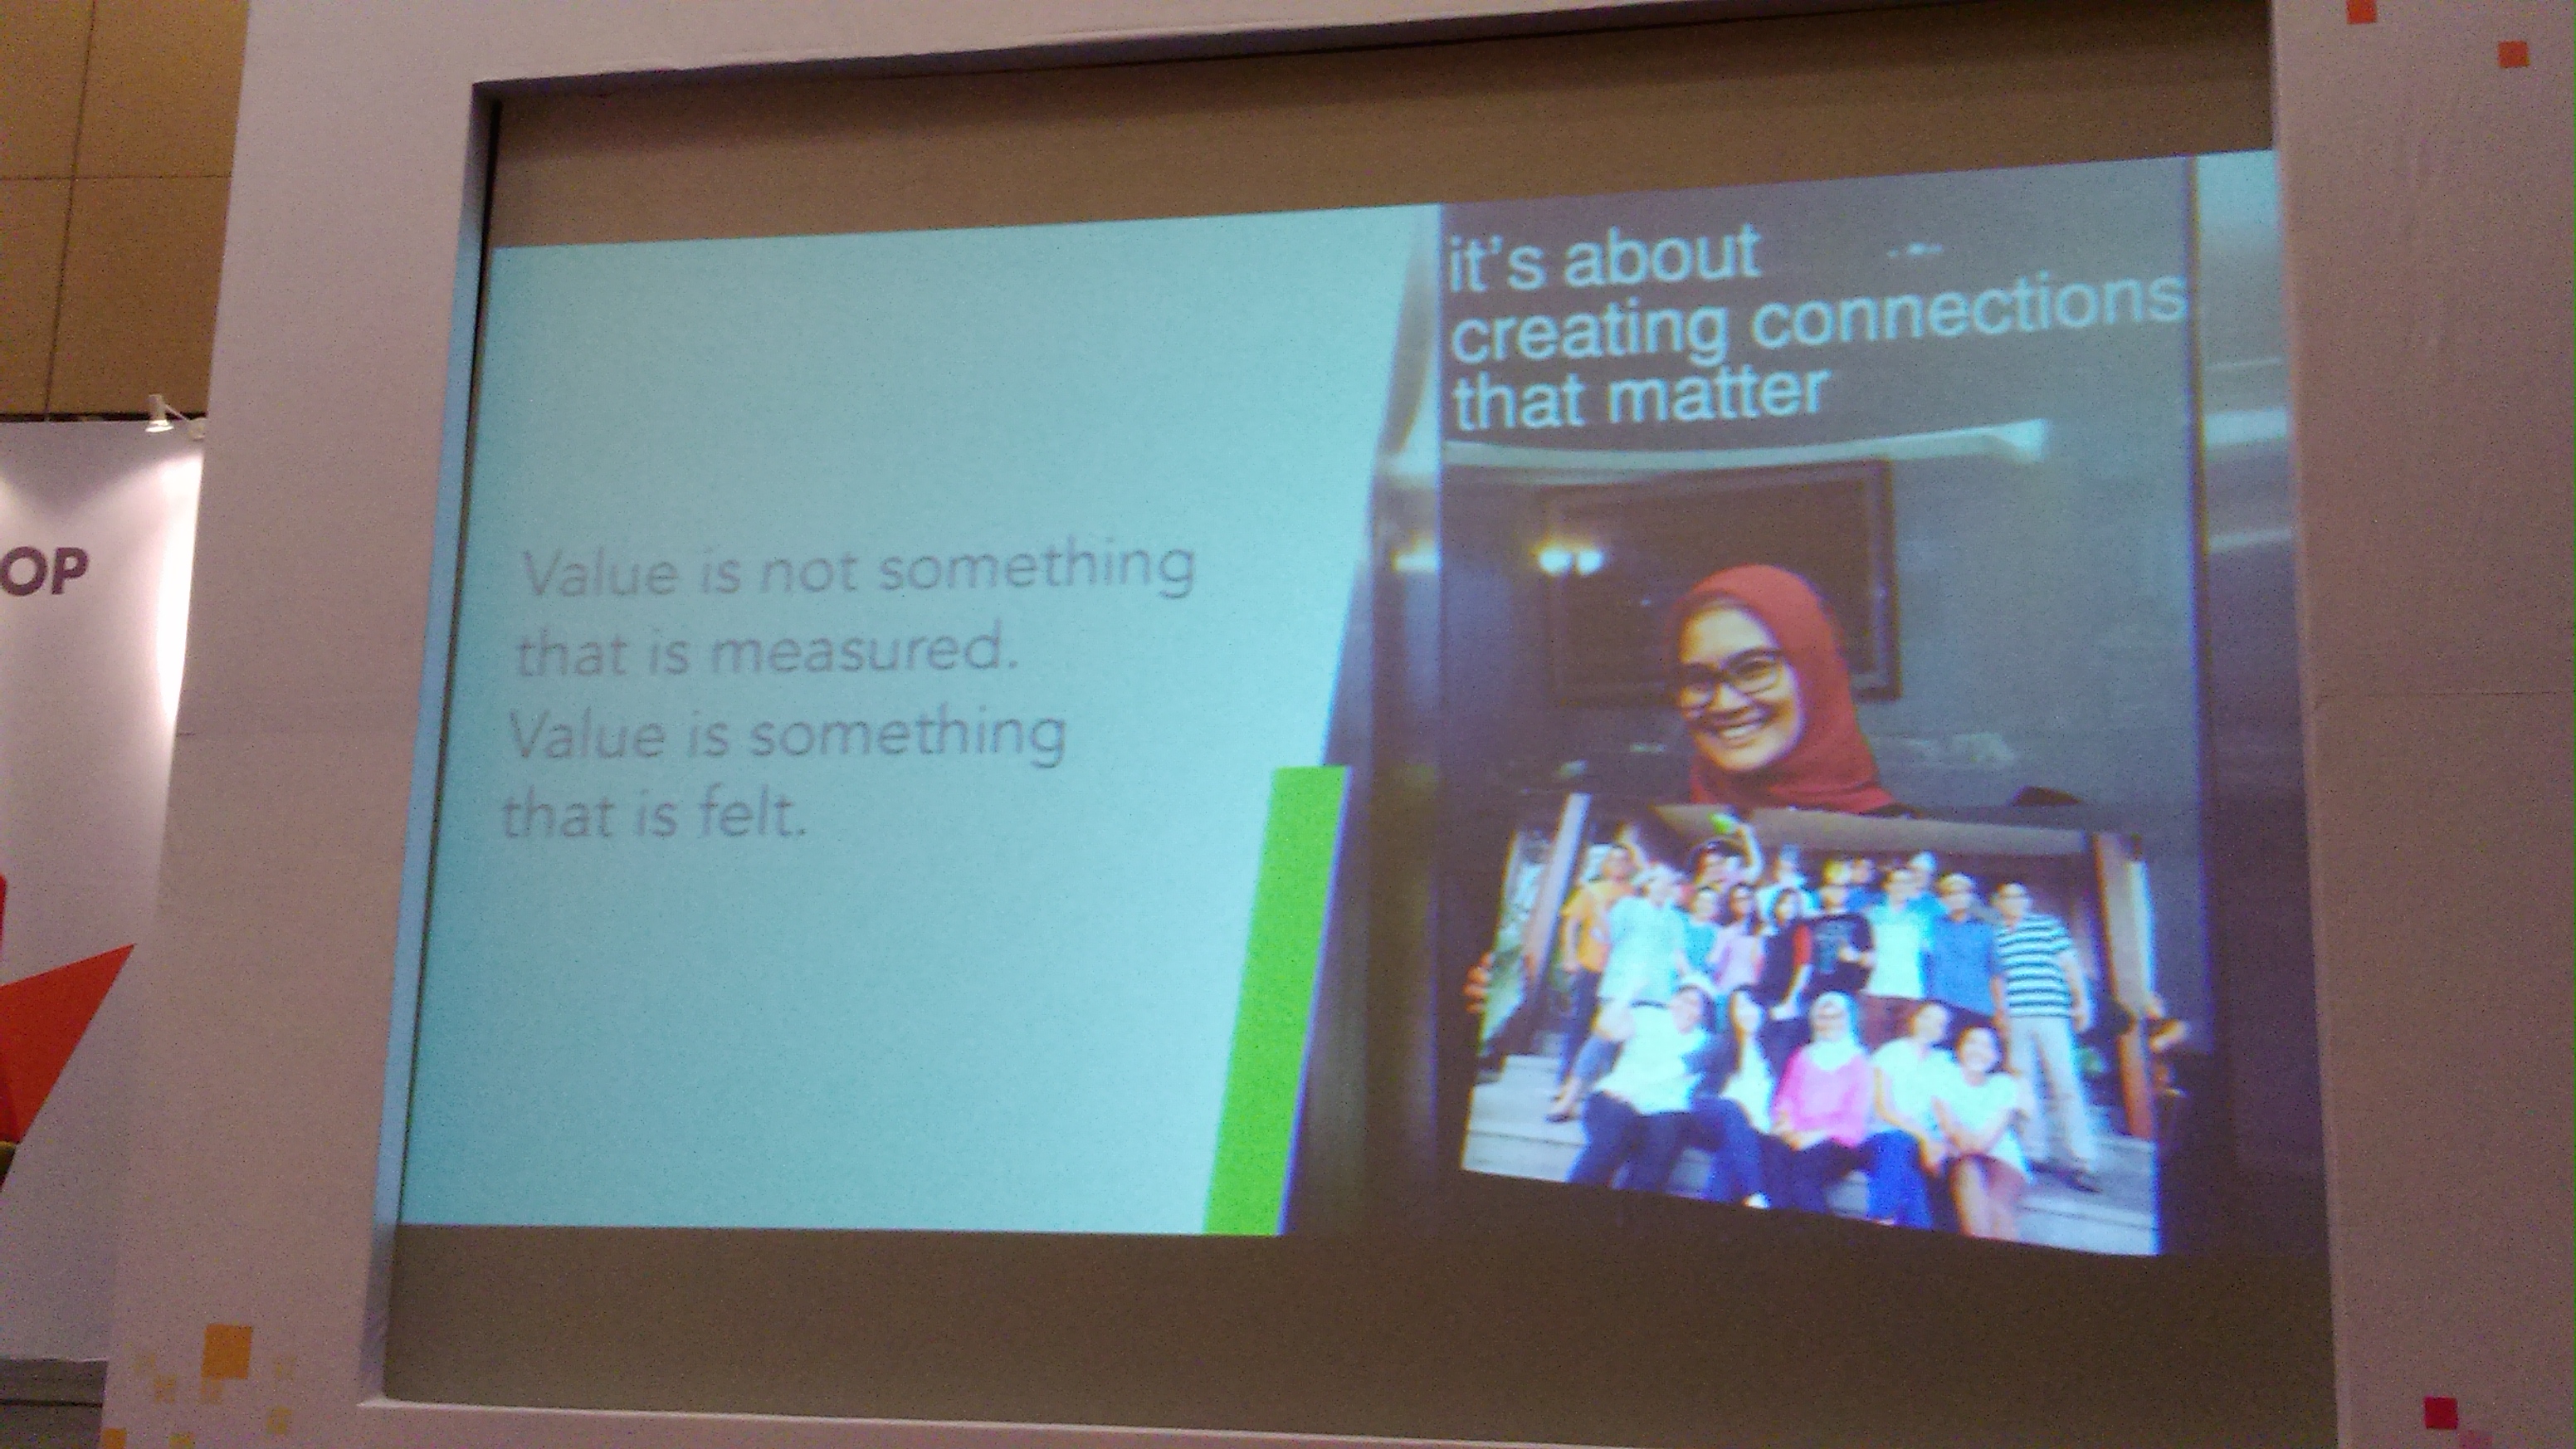 OP
Value is not something
that is measured.
Value is something
that is felt.
it's about
creating connections
that matter